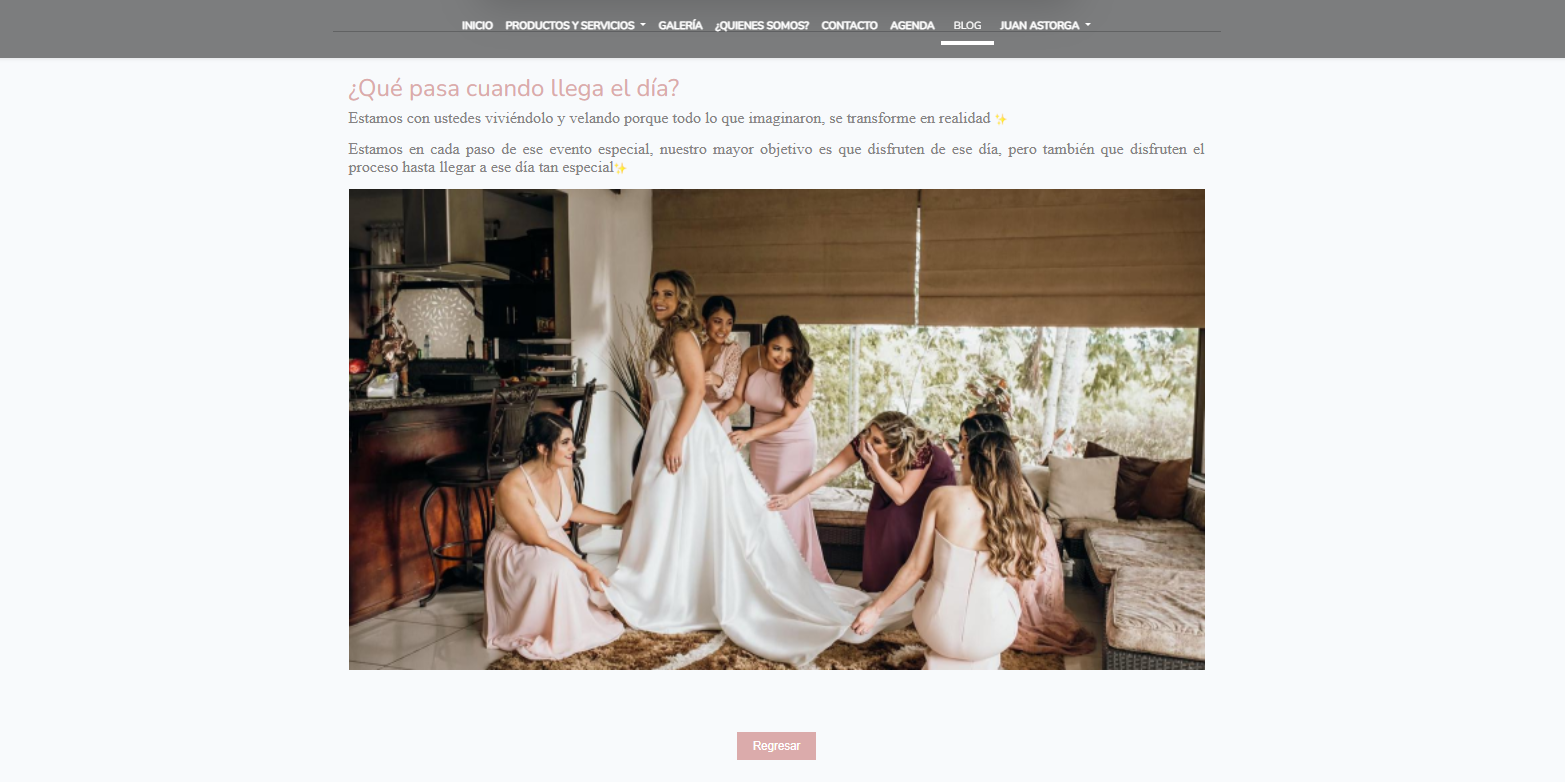 INICIO PRODUCTOS Y SERVICIOS GALERÍA ¿QUIENES SOMOS? CONTACTO AGENDA BLOG JUAN ASTORGA
¿Qué pasa cuando llega el día?
Estamos con ustedes viviéndolo y velando porque todo lo que imaginaron, se transforme en realidad ✨
Estamos en cada paso de ese evento especial, nuestro mayor objetivo es que disfruten de ese día, pero también que disfruten el
proceso hasta llegar a ese día tan especial✨
Regresar